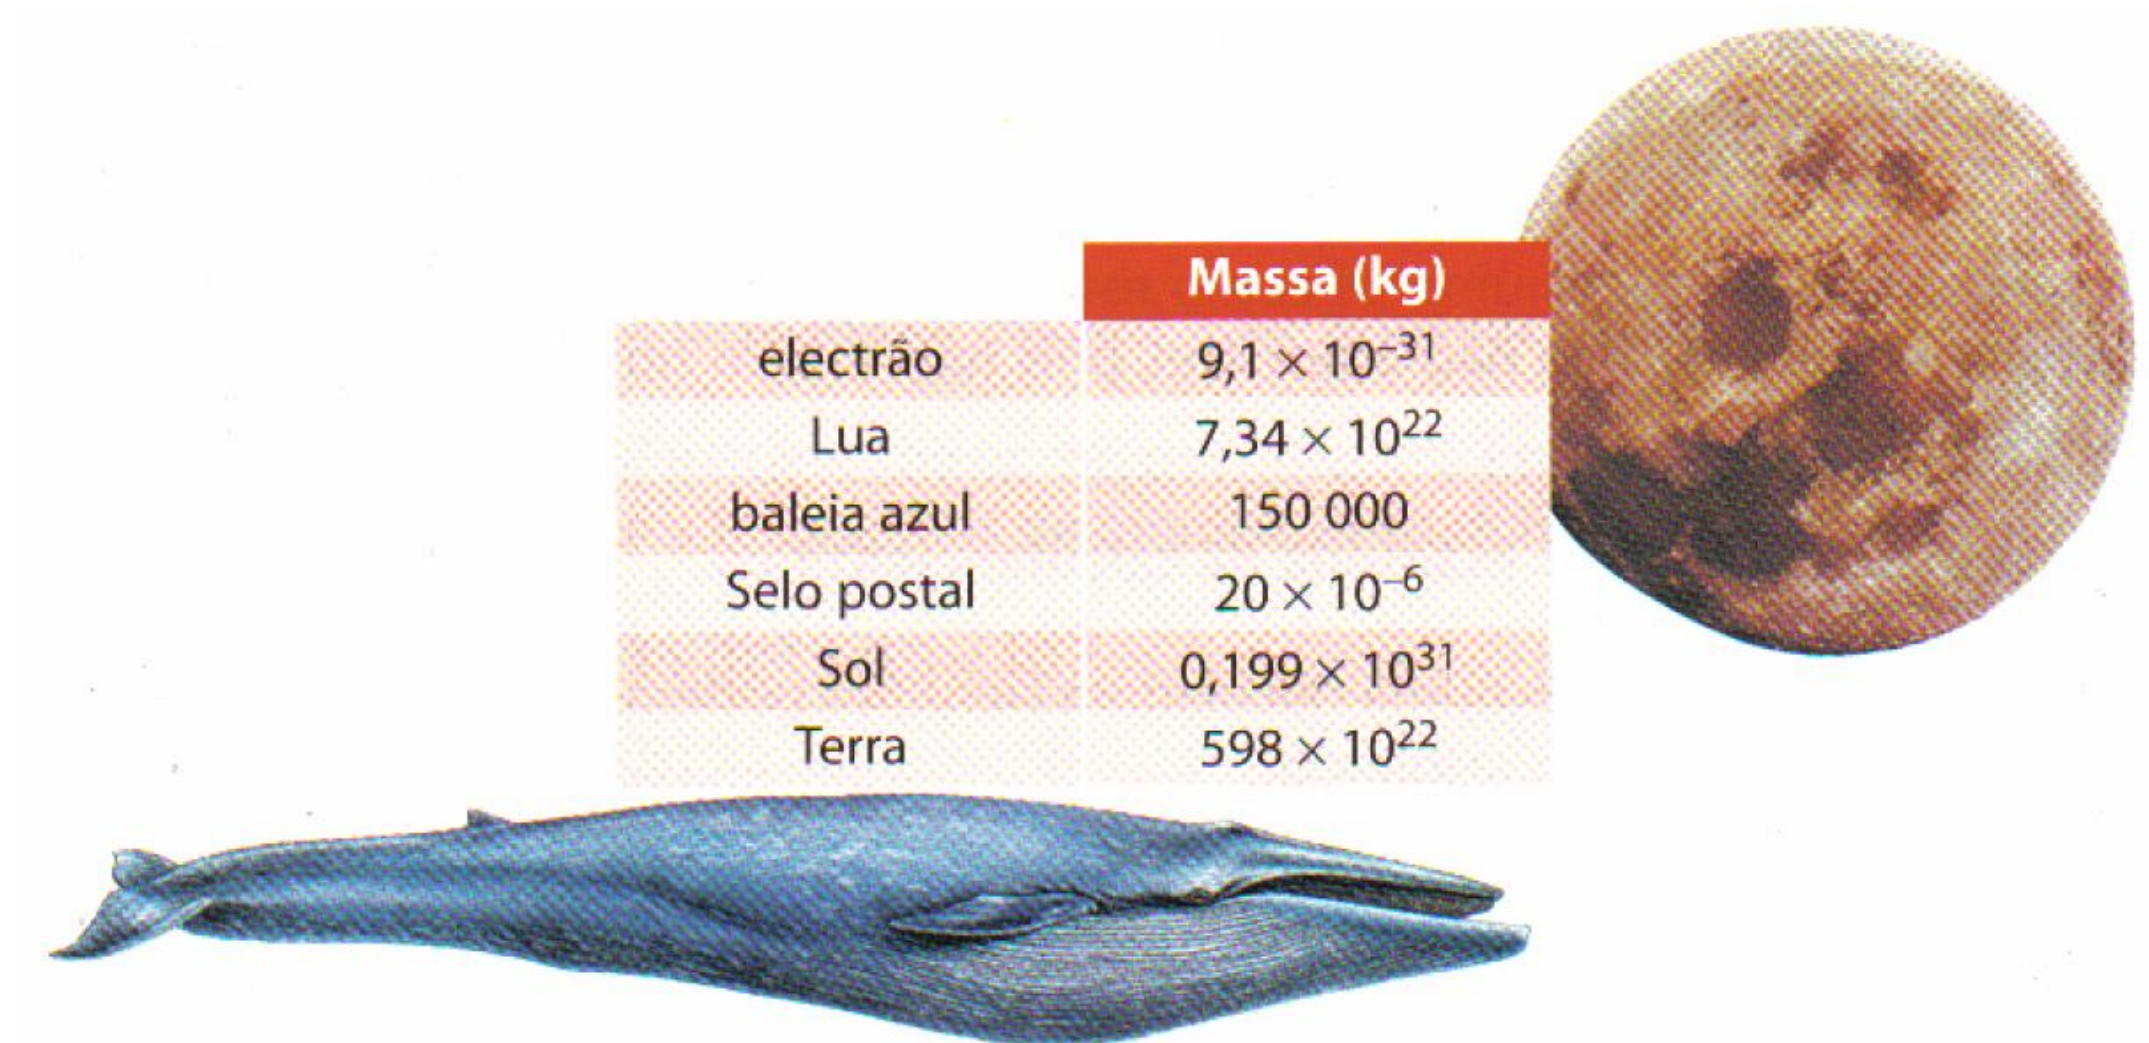 Massa (kg)
electrão 9,1 × 10⁻³¹
Lua 7,34 × 10²²
baleia azul 150 000
Selo postal 20 × 10⁻⁶
Sol 0,199 × 10³¹
Terra 598 × 10²²